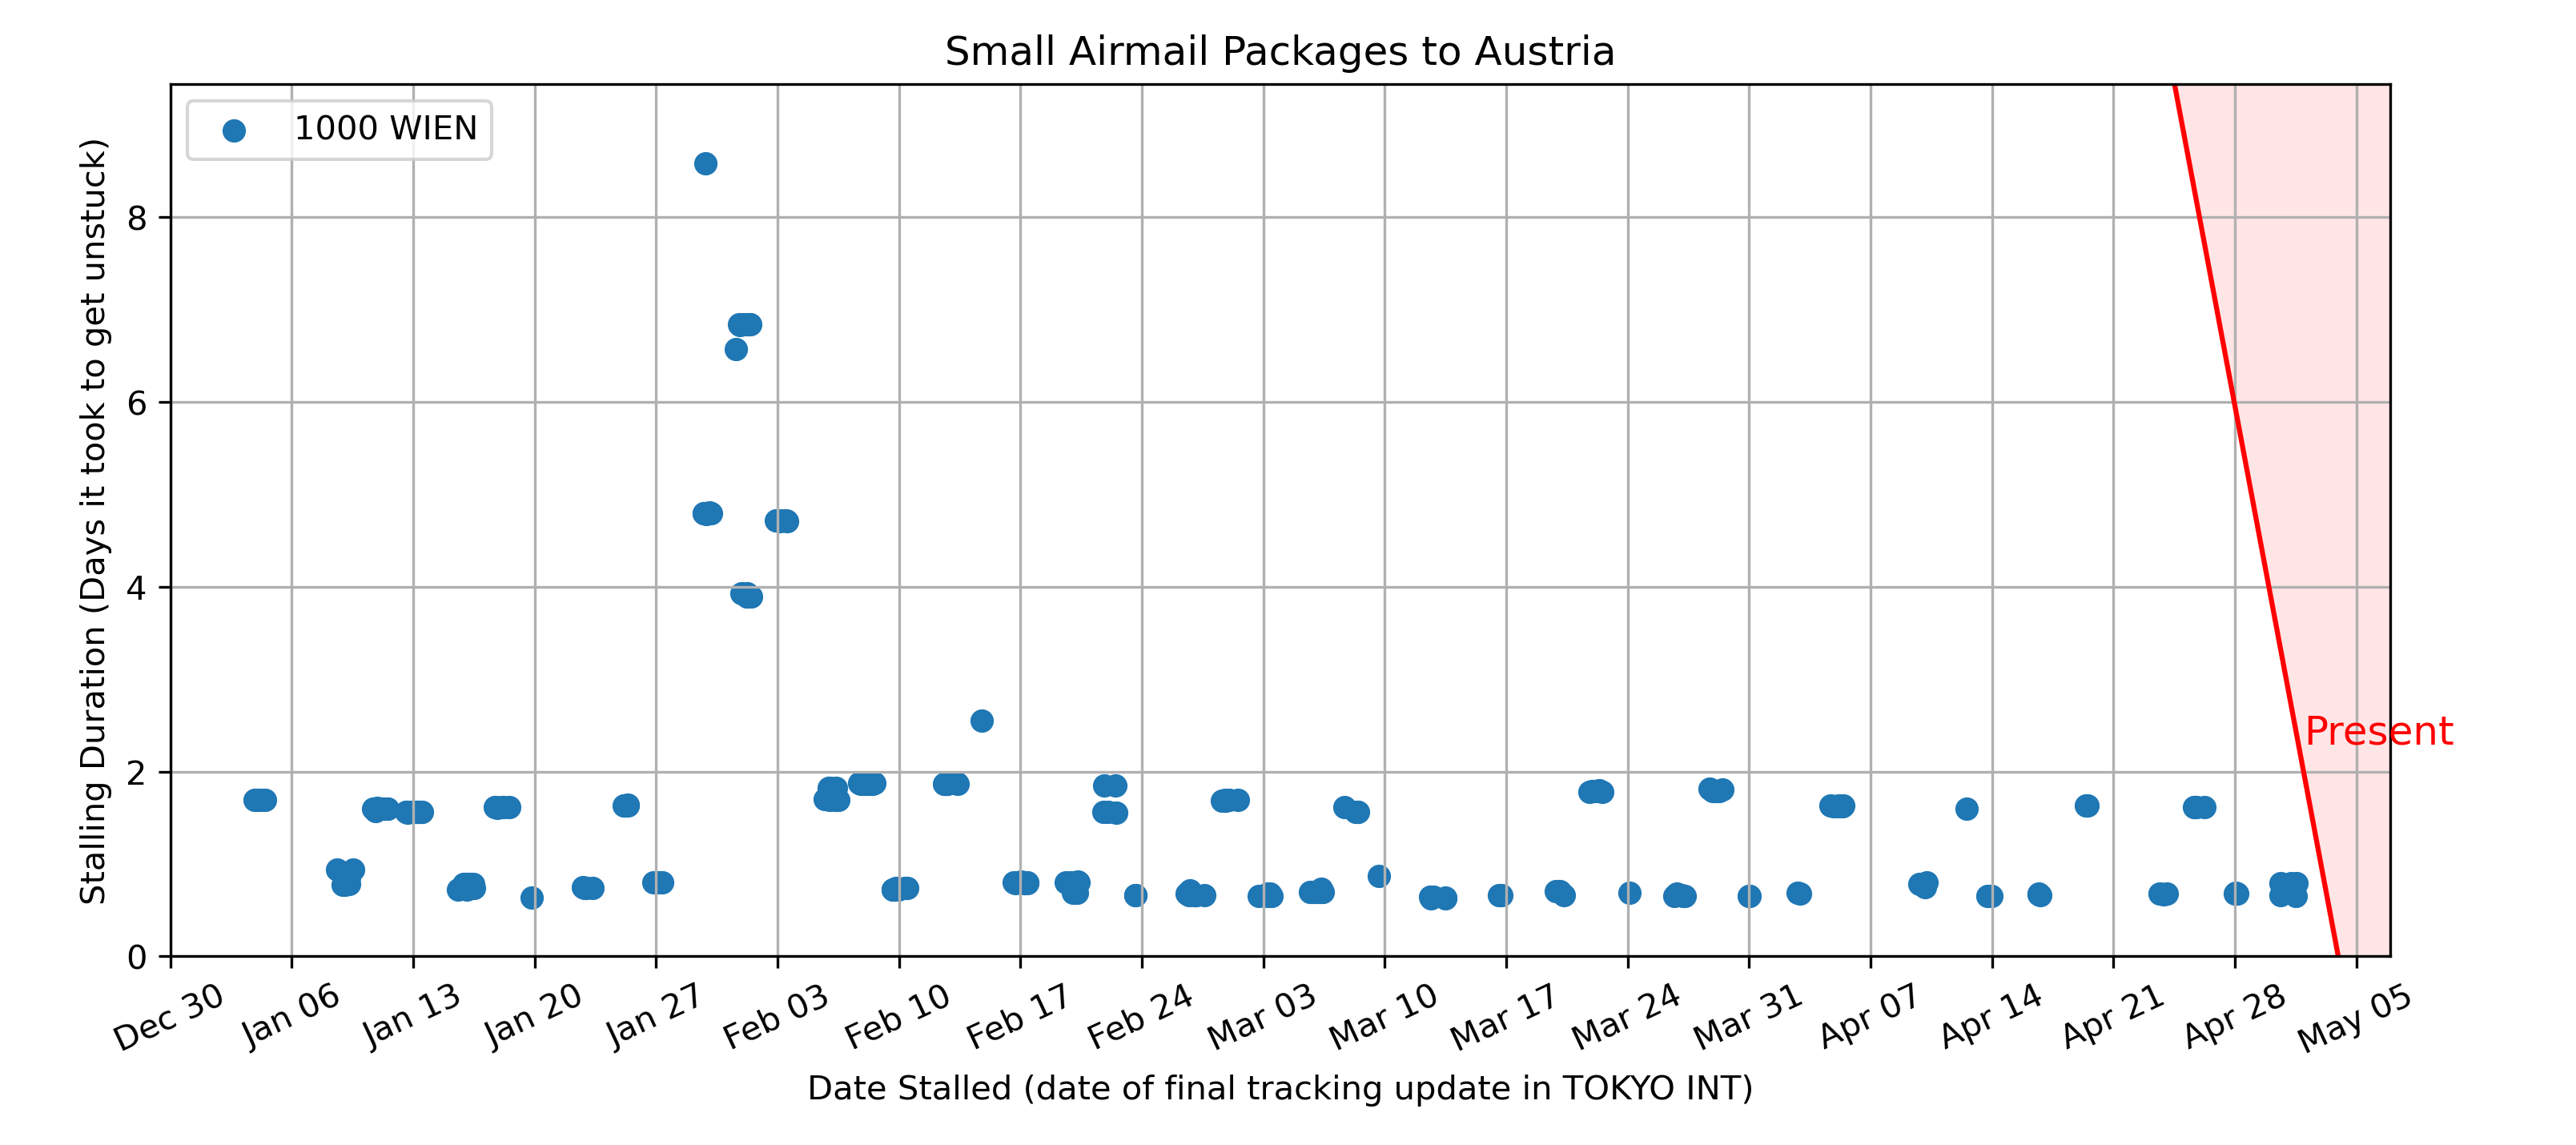 Small Airmail Packages to Austria
1000 WIEN
Stalling Duration (Days it took to get unstuck)
8
6
4
2
0
Present
Dec 30
Jan 06
Jan 13
Jan 20
Jan 27
Feb 03
Feb 10
Feb 17
Feb 24
Mar 03
Mar 10
Mar 17
Mar 24
Mar 31
Apr 07
Apr 14
Apr 21
Apr 28
May 05
Date Stalled (date of final tracking update in TOKYO INT)